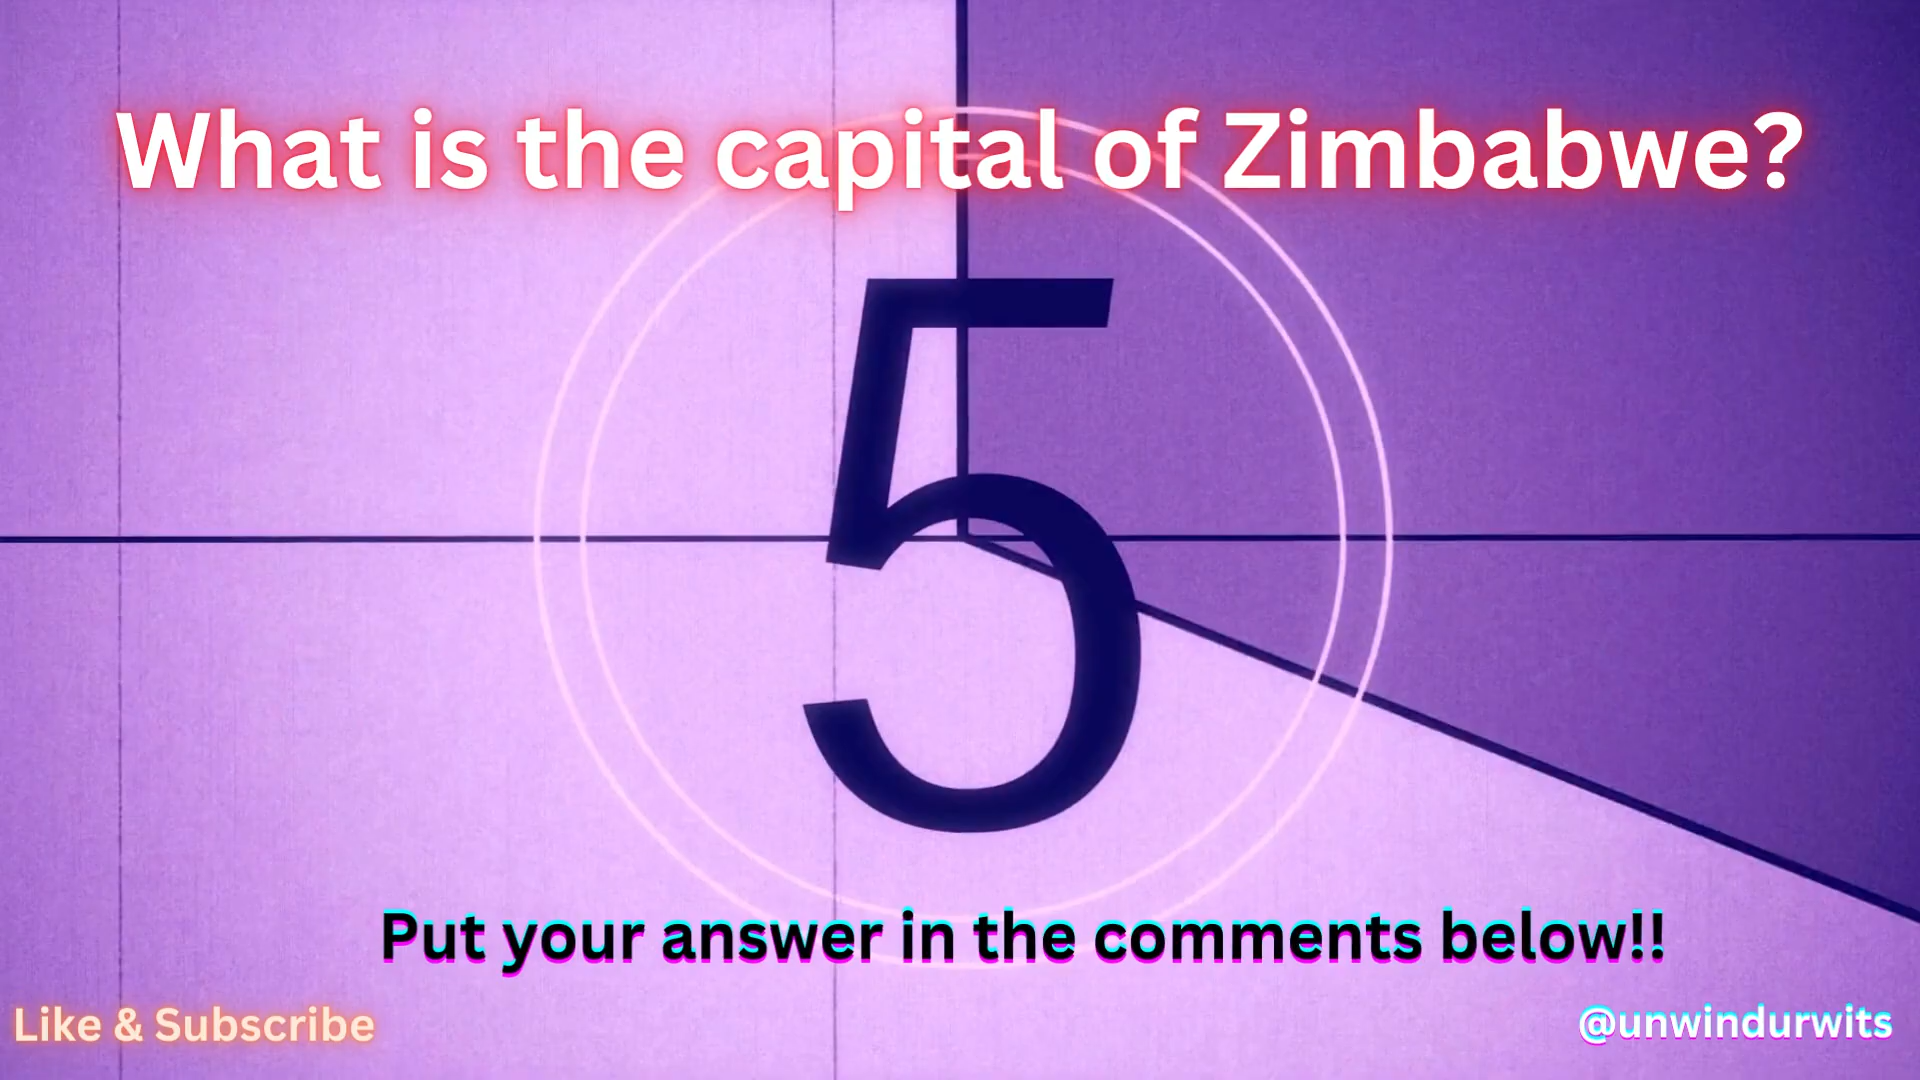 What is the capital of Zimbabwe?
5
Put your answer in the comments below!!
Like & Subscribe
@unwindurwits